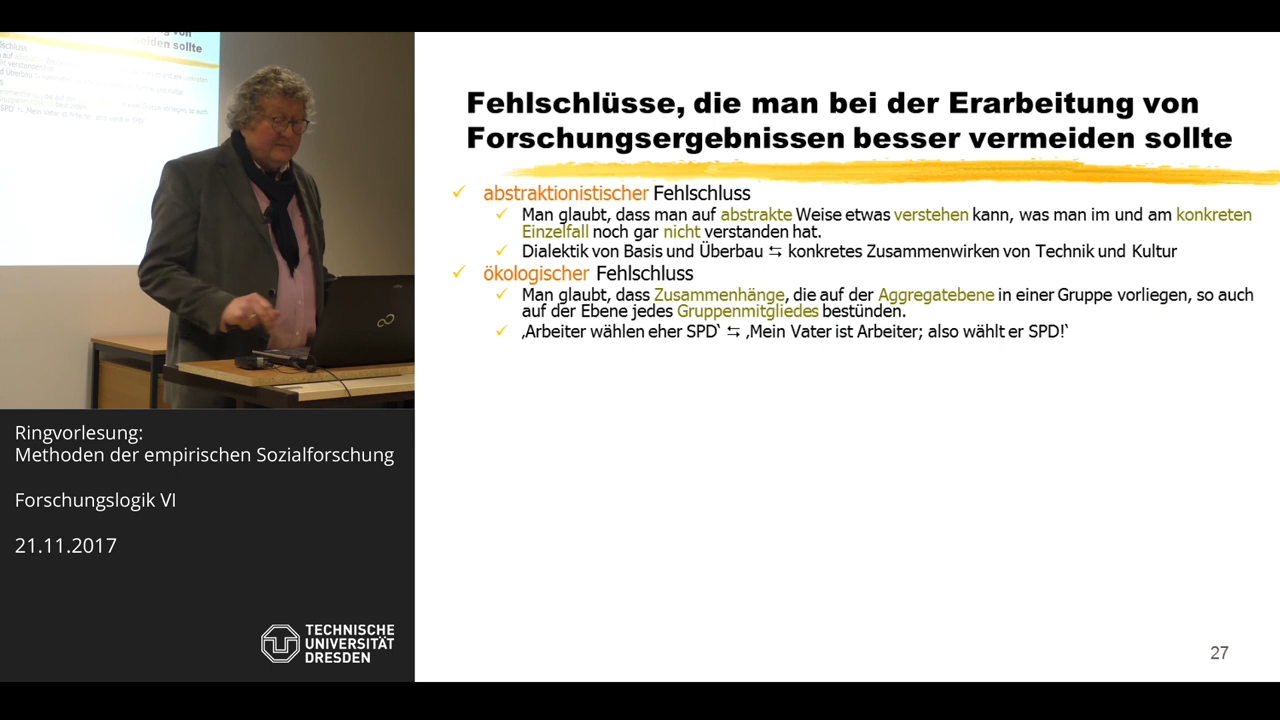 Fehlschlüsse, die man bei der Erarbeitung von
Forschungsergebnissen besser vermeiden sollte
abstraktionistischer Fehlschluss
Man glaubt, dass man auf abstrakte Weise etwas verstehen kann, was man im und am konkreten
Einzelfall noch gar nicht verstanden hat.
Dialektik von Basis und Überbau ⇆ konkretes Zusammenwirken von Technik und Kultur
ökologischer Fehlschluss
Man glaubt, dass Zusammenhänge, die auf der Aggregatebene in einer Gruppe vorliegen, so auch
auf der Ebene jedes Gruppenmitgliedes bestünden.
‚Arbeiter wählen eher SPD‘ ⇆ ‚Mein Vater ist Arbeiter; also wählt er SPD!‘
27
Ringvorlesung:
Methoden der empirischen Sozialforschung
Forschungslogik VI
21.11.2017
TECHNISCHE
UNIVERSITÄT
DRESDEN